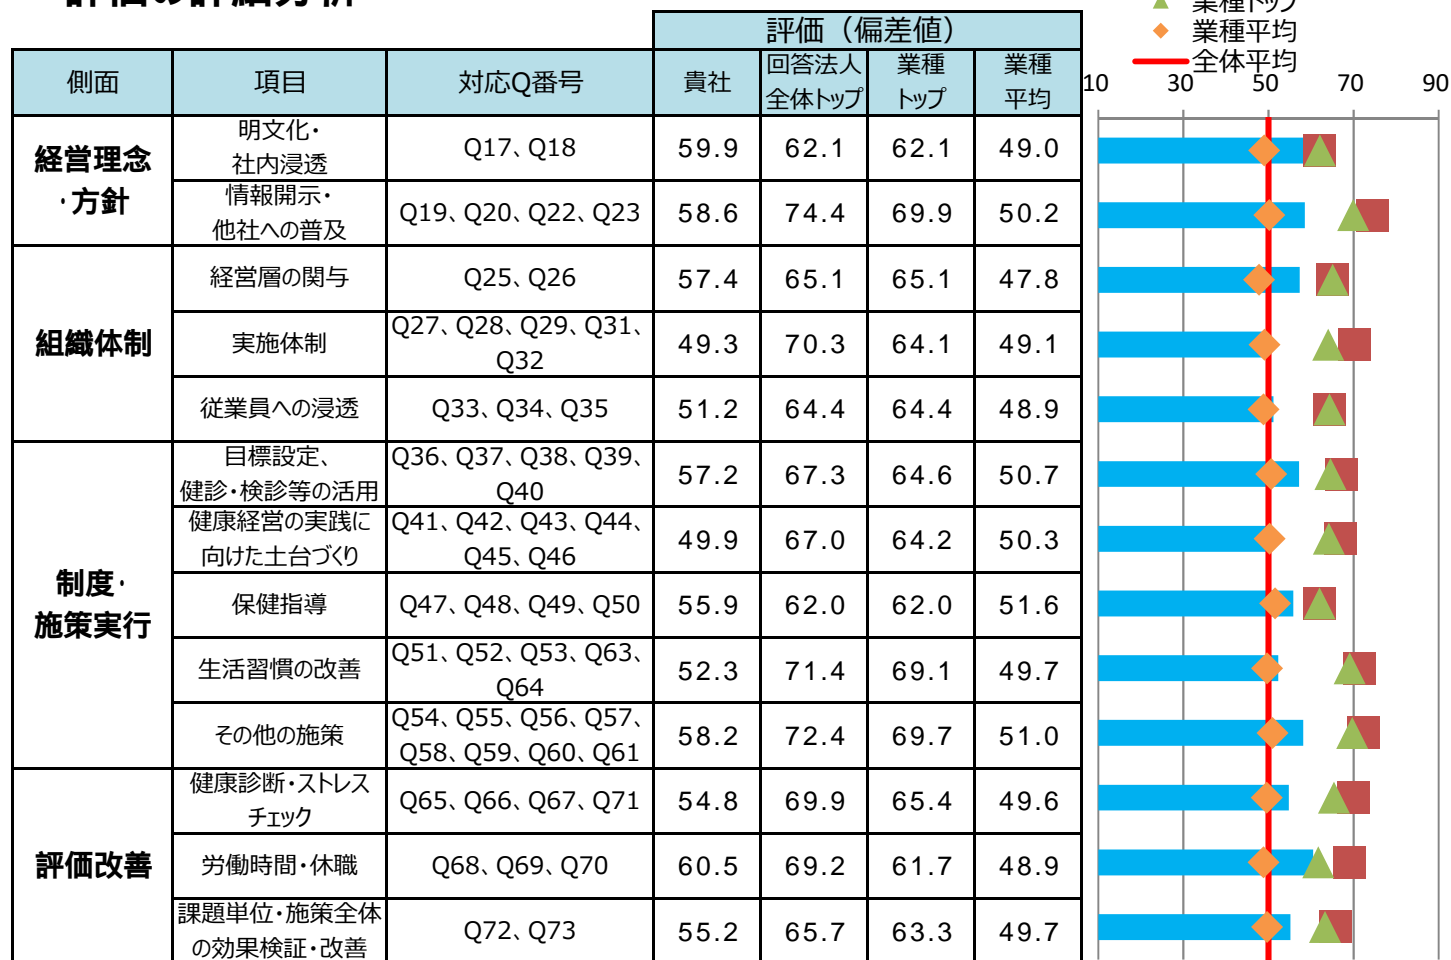 評価の詳細分析
業種トップ
業種平均
全体平均
評価（偏差値）
側面 項目 対応Q番号 貴社 回答法人全体トップ 業種トップ 業種平均
10 30 50 70 90
経営理念・方針
明文化・社内浸透 Q17、Q18 59.9 62.1 62.1 49.0
情報開示・他社への普及 Q19、Q20、Q22、Q23 58.6 74.4 69.9 50.2
組織体制
経営層の関与 Q25、Q26 57.4 65.1 65.1 47.8
実施体制 Q27、Q28、Q29、Q31、Q32 49.3 70.3 64.1 49.1
従業員への浸透 Q33、Q34、Q35 51.2 64.4 64.4 48.9
制度・施策実行
目標設定、健診・検診等の活用 Q36、Q37、Q38、Q39、Q40 57.2 67.3 64.6 50.7
健康経営の実践に向けた土台づくり Q41、Q42、Q43、Q44、Q45、Q46 49.9 67.0 64.2 50.3
保健指導 Q47、Q48、Q49、Q50 55.9 62.0 62.0 51.6
生活習慣の改善 Q51、Q52、Q53、Q63、Q64 52.3 71.4 69.1 49.7
その他の施策 Q54、Q55、Q56、Q57、Q58、Q59、Q60、Q61 58.2 72.4 69.7 51.0
評価改善
健康診断・ストレスチェック Q65、Q66、Q67、Q71 54.8 69.9 65.4 49.6
労働時間・休職 Q68、Q69、Q70 60.5 69.2 61.7 48.9
課題単位・施策全体の効果検証・改善 Q72、Q73 55.2 65.7 63.3 49.7